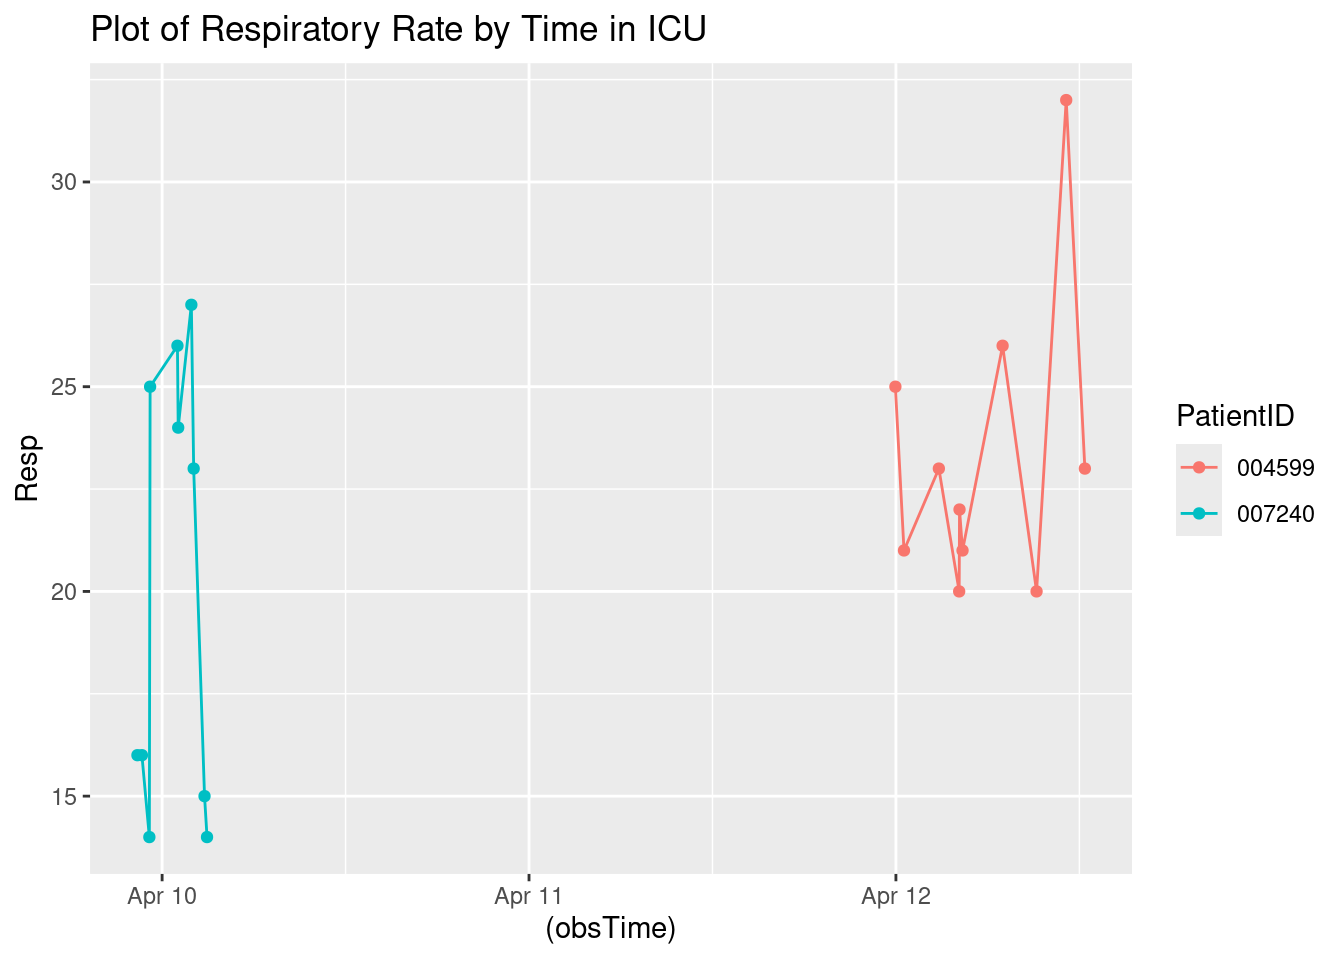 Plot of Respiratory Rate by Time in ICU
30
25
20
15
Resp
Apr 10
Apr 11
Apr 12
(obsTime)
PatientID
004599
007240